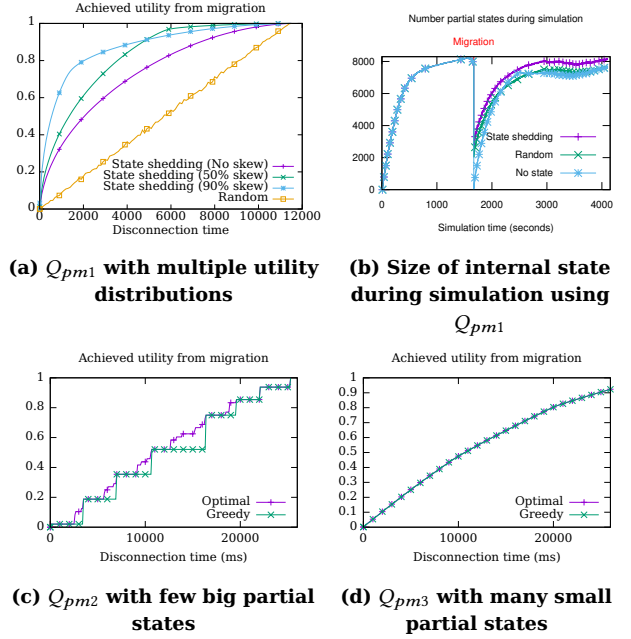 Achieved utility from migration
1
0.8
0.6
0.4
0.2
0
State shedding (No skew)
State shedding (50% skew)
State shedding (90% skew)
Random
0 2000 4000 6000 8000 10000 12000
Disconnection time
(a) Q_pm1 with multiple utility
distributions
Number partial states during simulation
Migration
8000
6000
4000
2000
0
State shedding
Random
No state
0 1000 2000 3000 4000
Simulation time (seconds)
(b) Size of internal state
during simulation using
Q_pm1
Achieved utility from migration
1
0.8
0.6
0.4
0.2
0
Optimal
Greedy
0 10000 20000
Disconnection time (ms)
(c) Q_pm2 with few big partial
states
Achieved utility from migration
1
0.9
0.8
0.7
0.6
0.5
0.4
0.3
0.2
0.1
0
Optimal
Greedy
0 10000 20000
Disconnection time (ms)
(d) Q_pm3 with many small
partial states